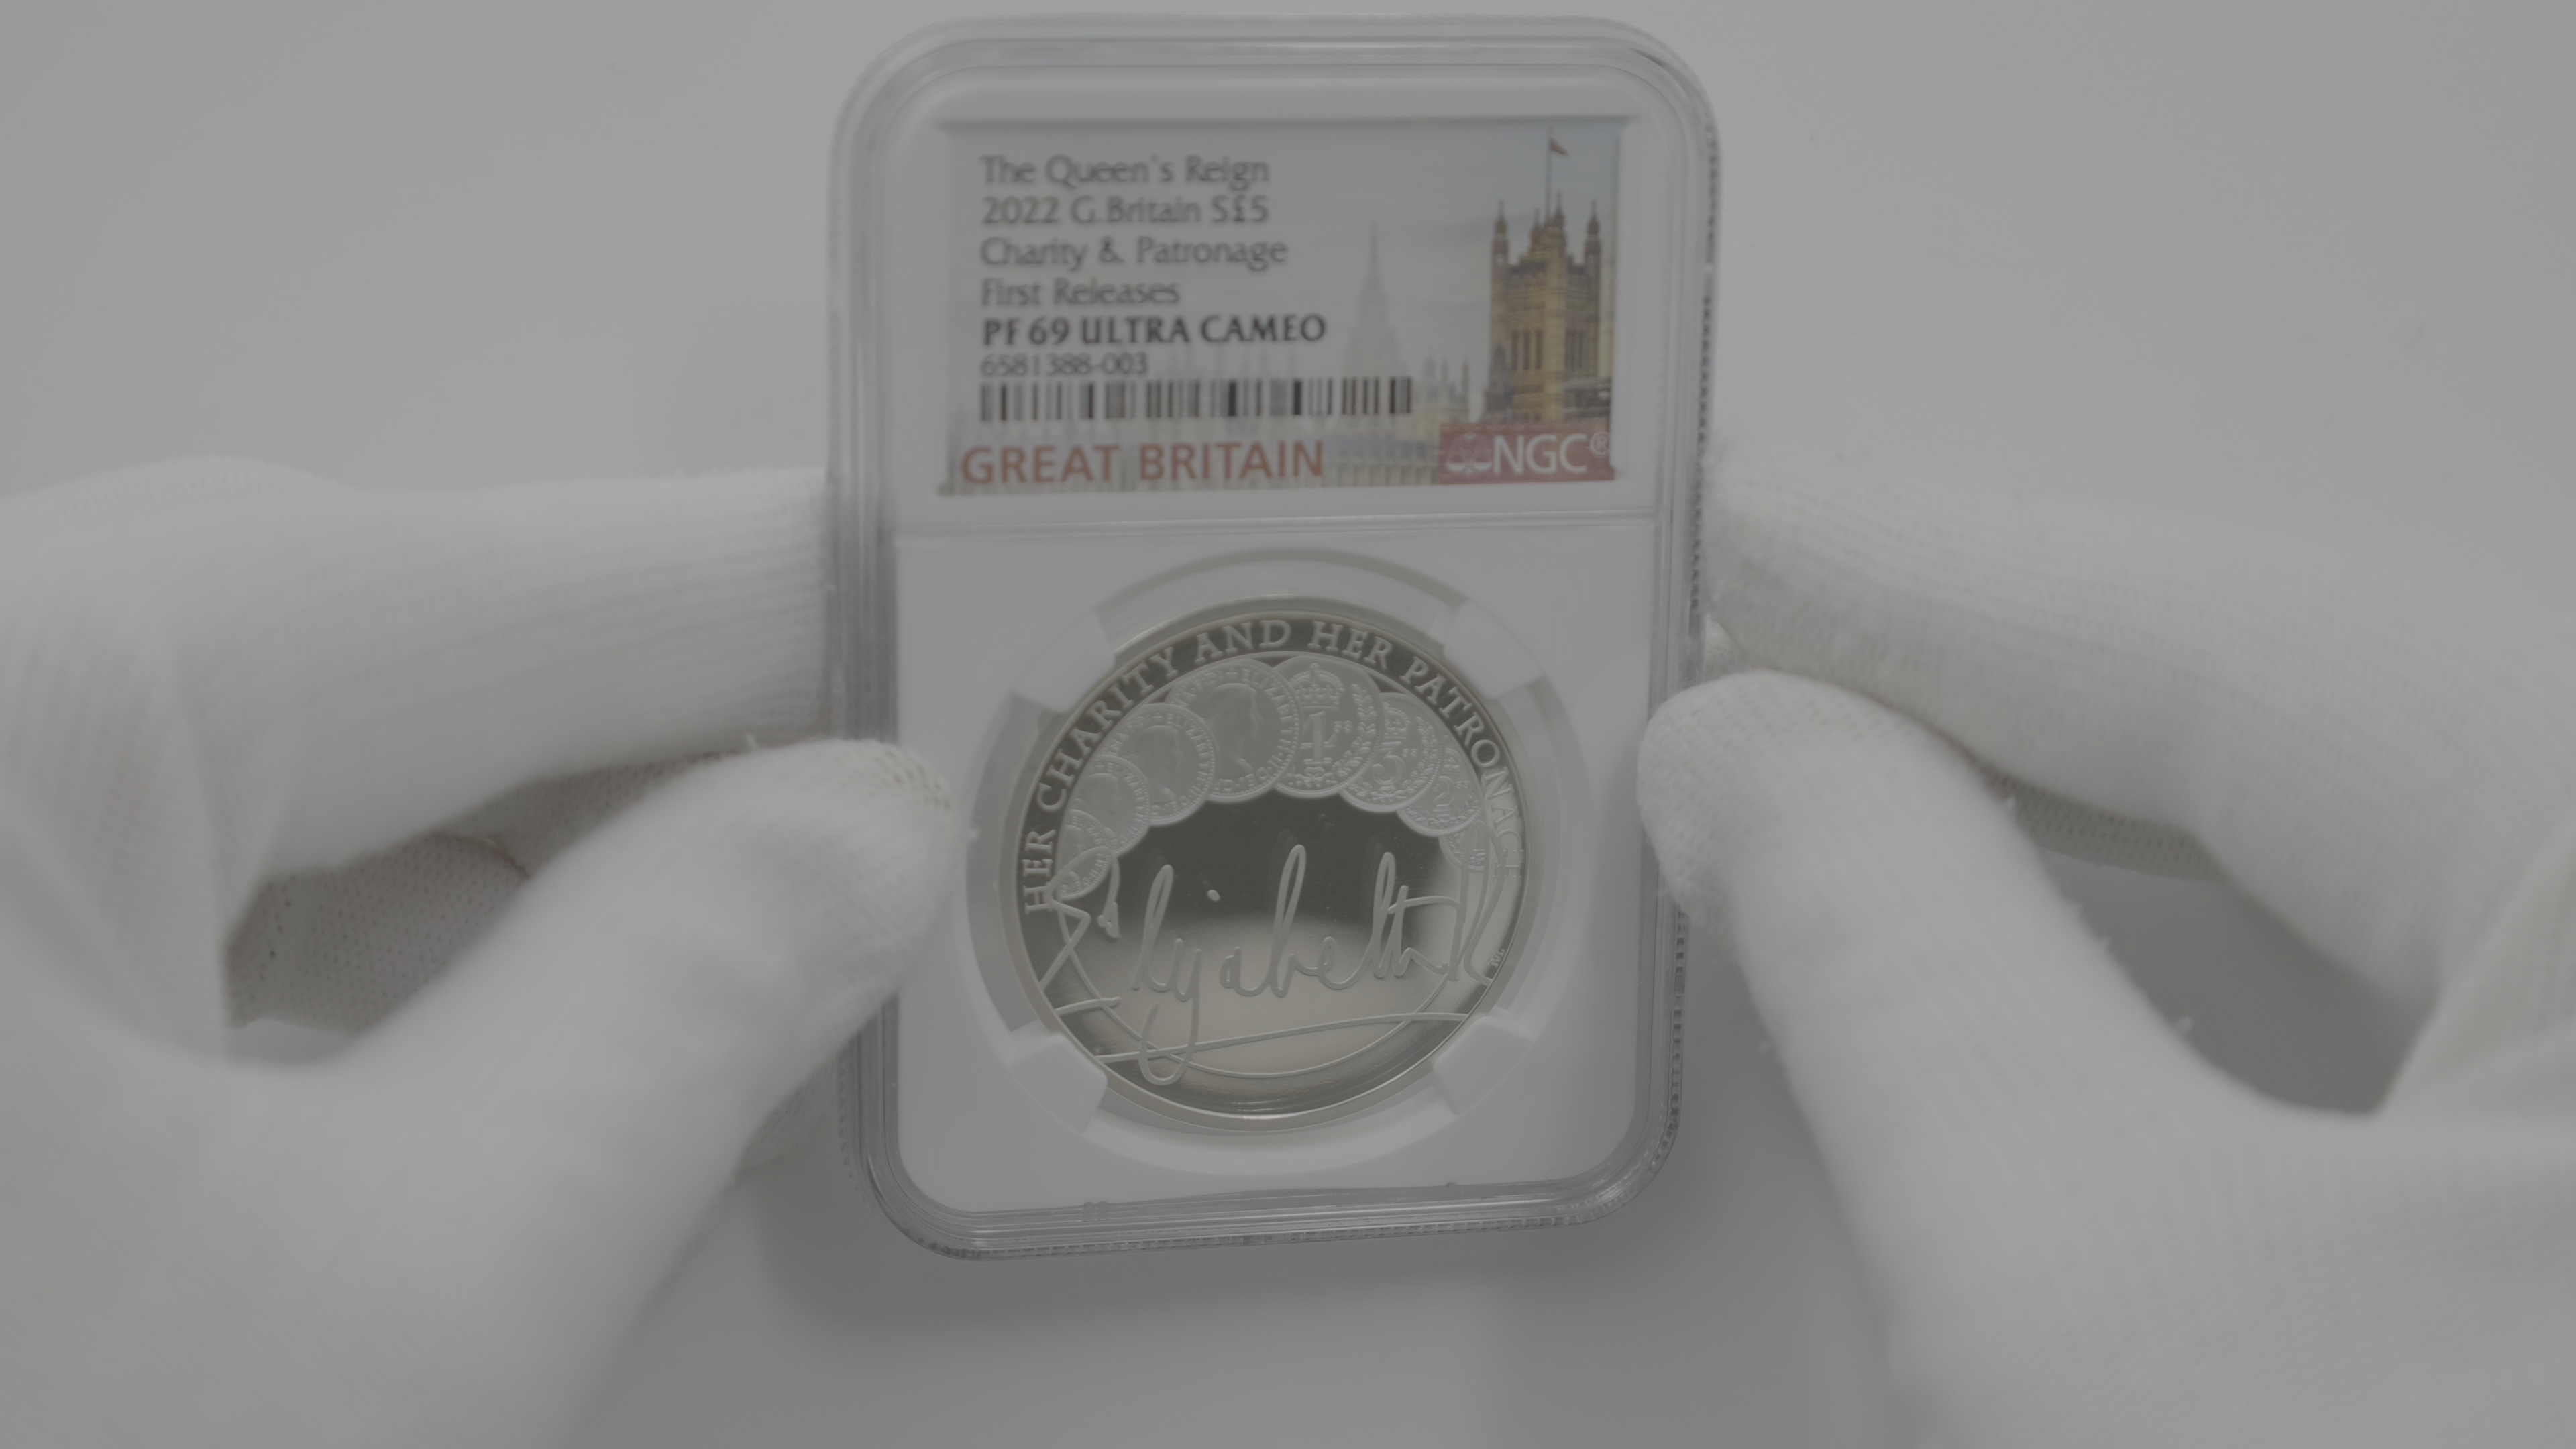 The Queen's Reign
2022 G.Britain S£5
Charity & Patronage
First Releases
PF 69 ULTRA CAMEO
6581388-003
GREAT BRITAIN
NGC®
HER CHARITY AND HER PATRONAGE
Elizabeth R